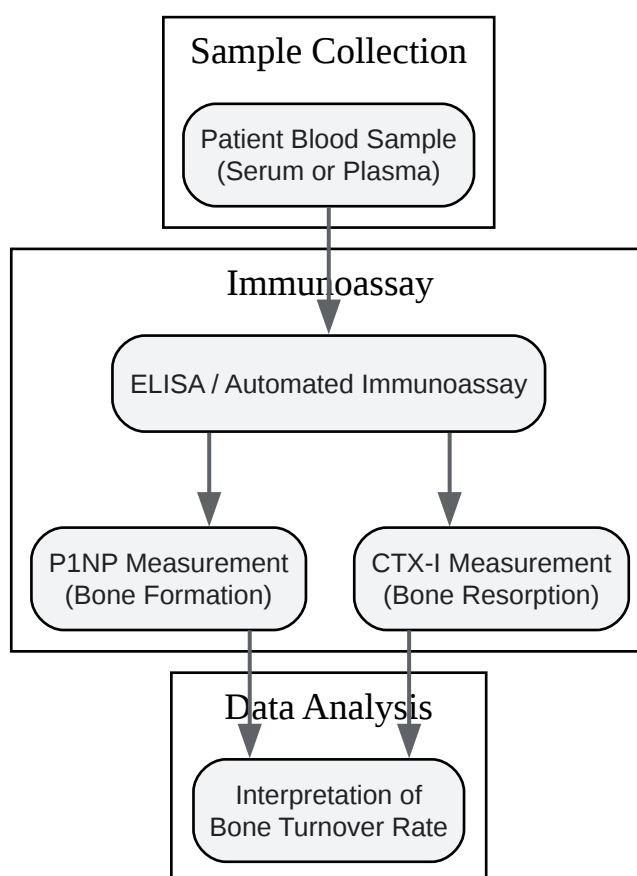 Sample Collection
Patient Blood Sample
(Serum or Plasma)
Immunoassay
ELISA / Automated Immunoassay
P1NP Measurement
(Bone Formation)
CTX-I Measurement
(Bone Resorption)
Data Analysis
Interpretation of
Bone Turnover Rate